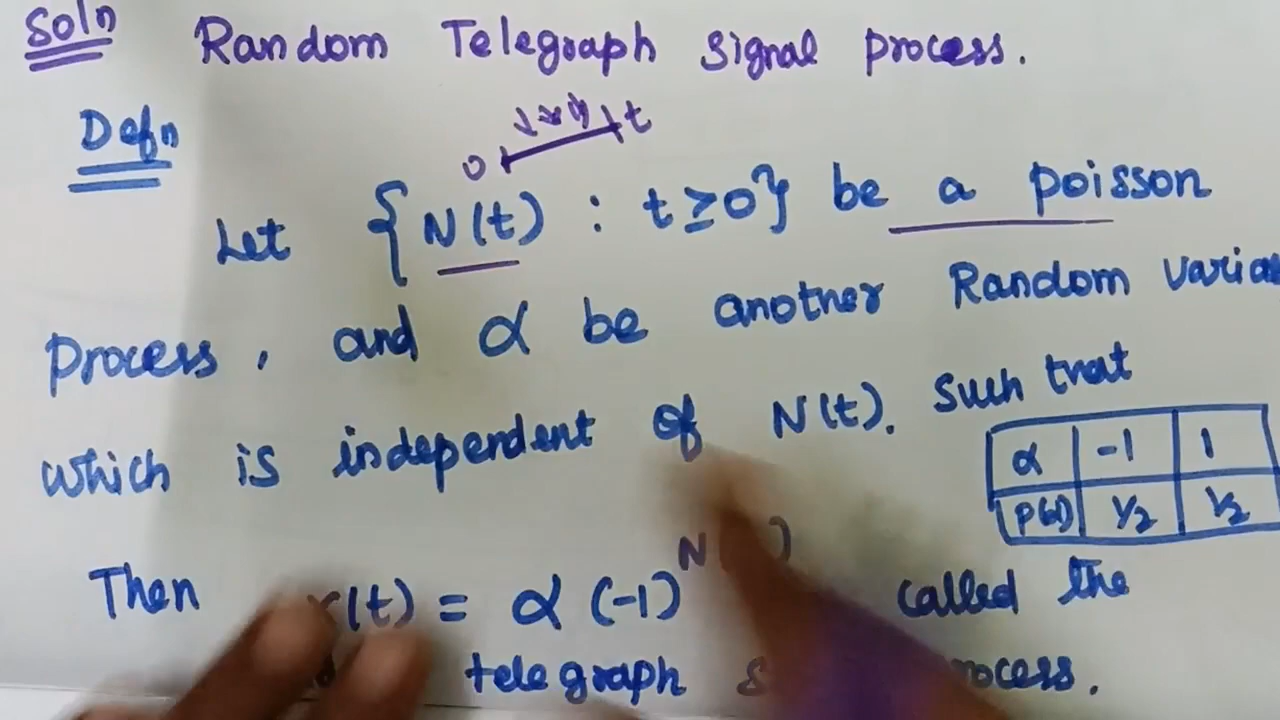 Soln Random Telegraph Signal process.
Defn
0 t
Let {N(t) : t≥0} be a poisson
process, and α be another Random varia
which is independent of N(t). Such that
α -1 1
P(α) 1/2 1/2
Then (t) = α (-1)^N called the
telegraph